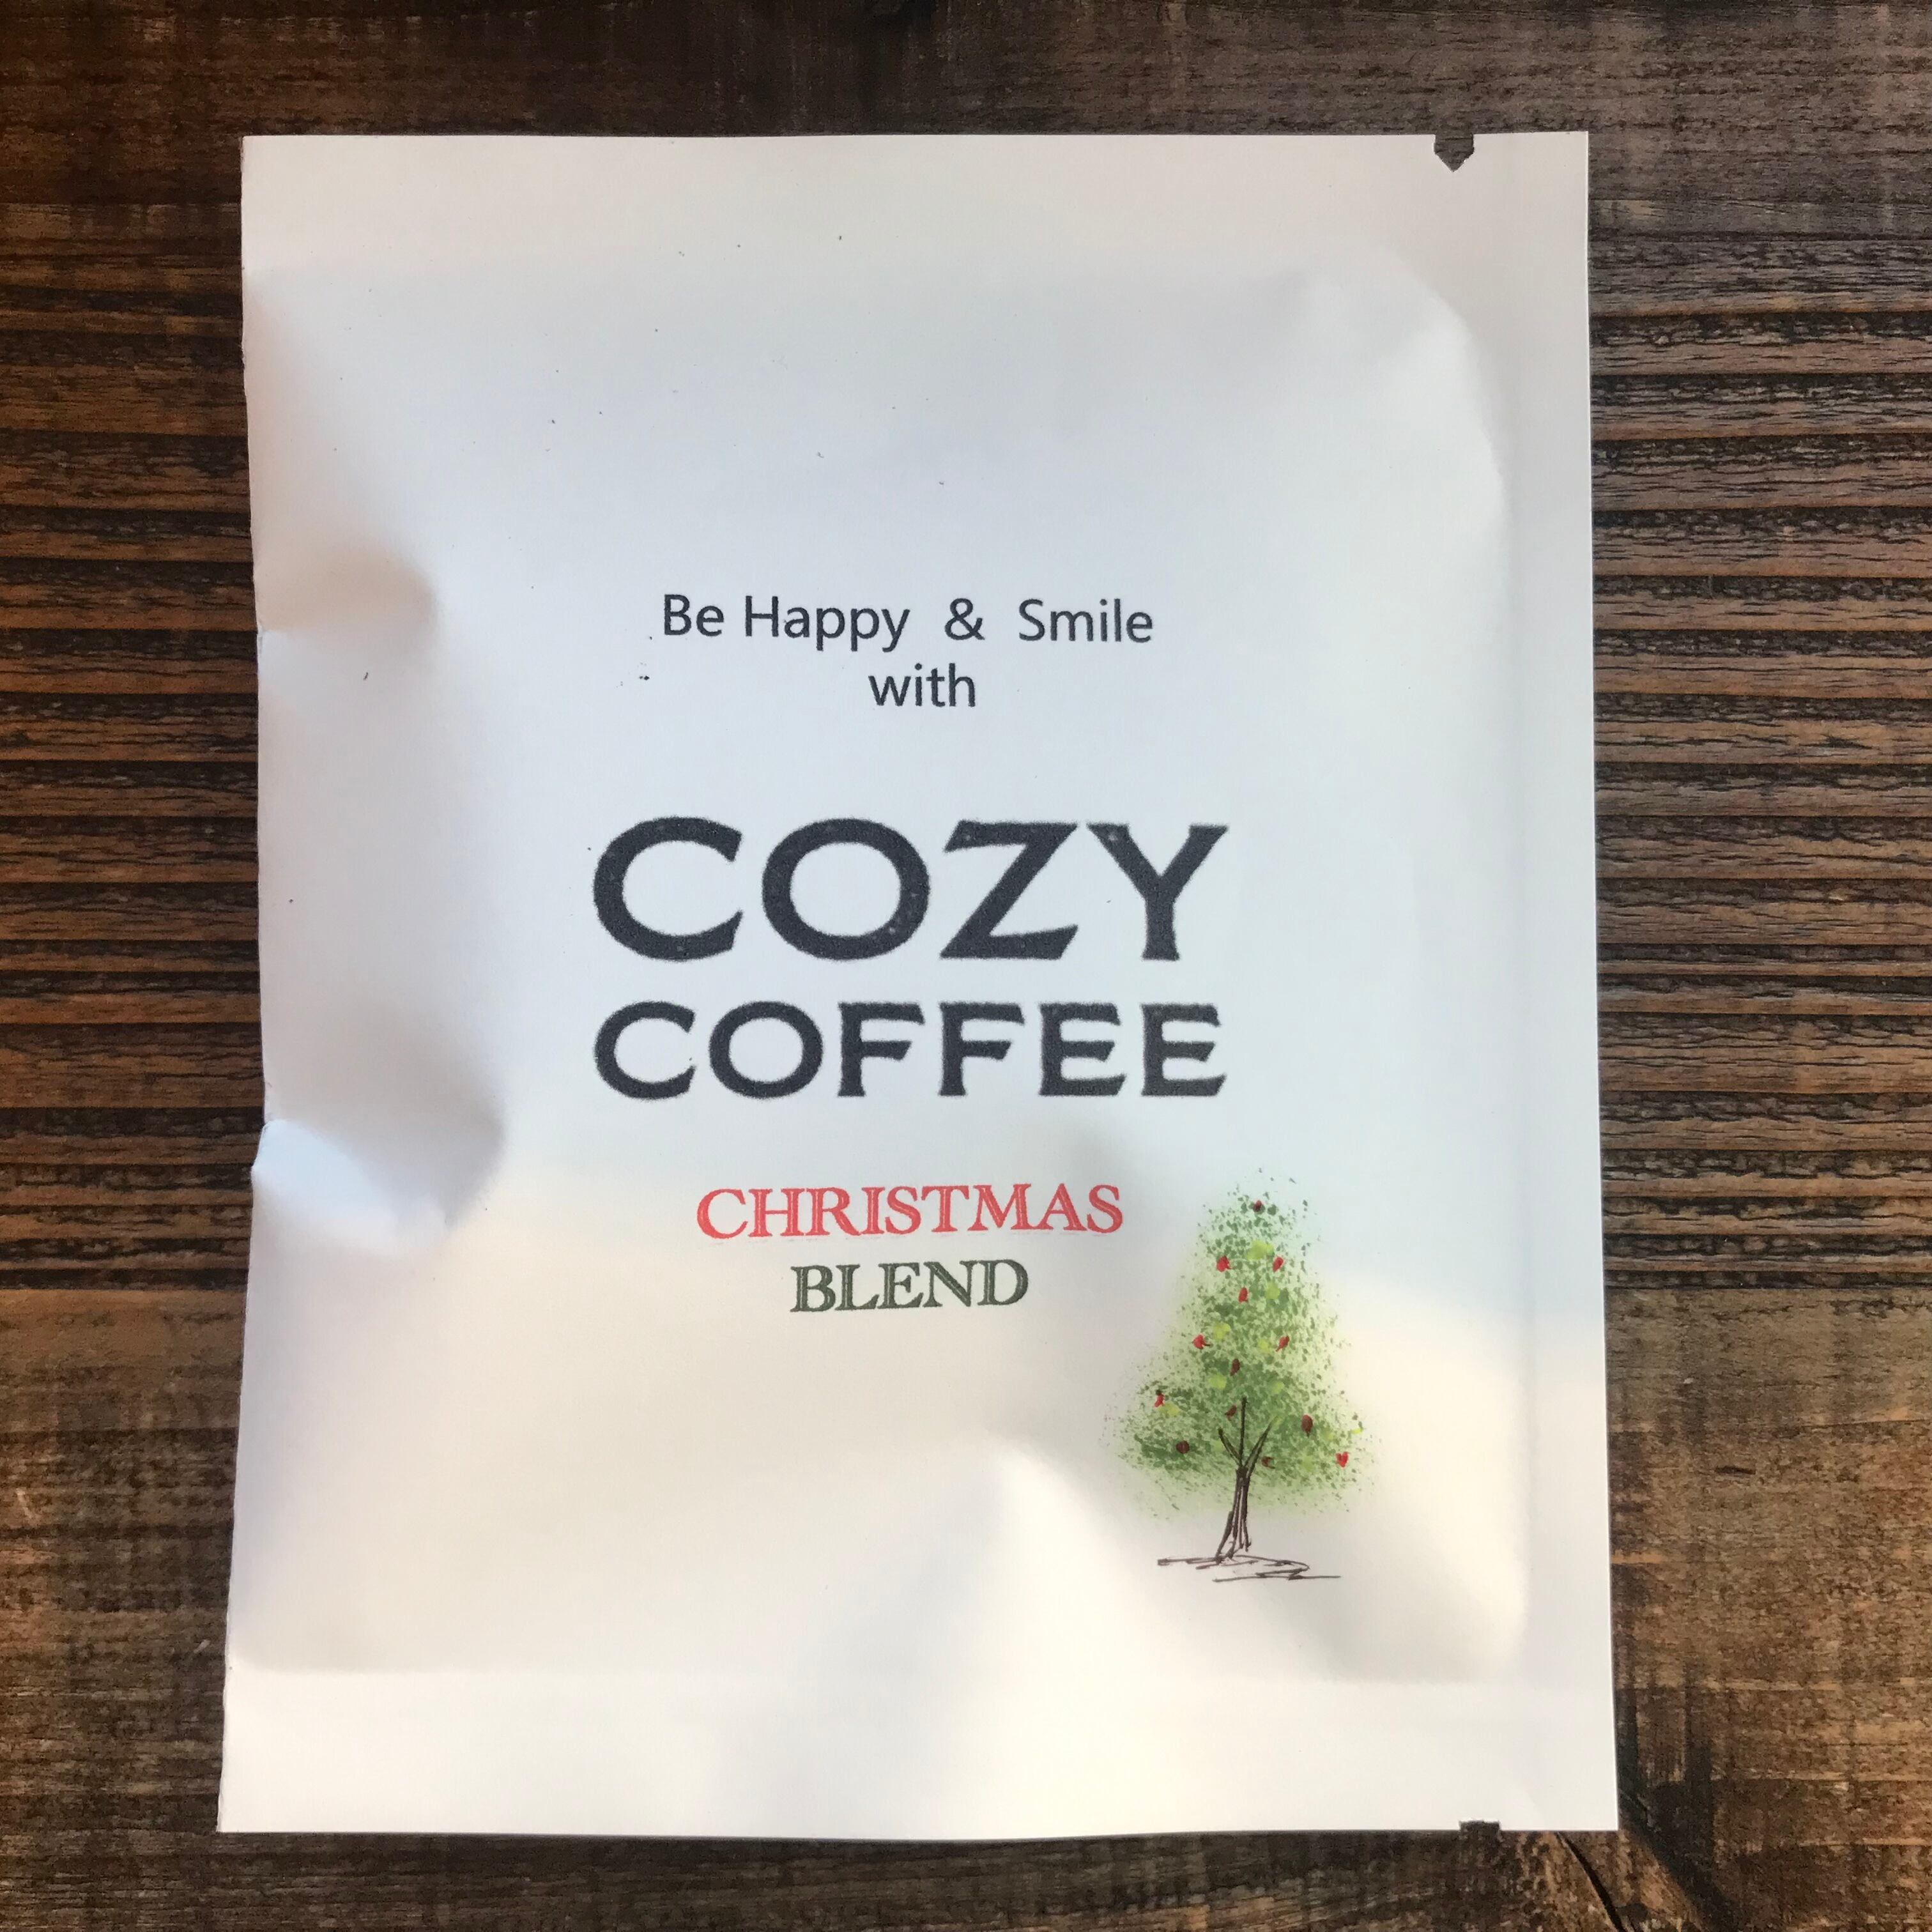 Be Happy & Smile
with
COZY
COFFEE
CHRISTMAS
BLEND